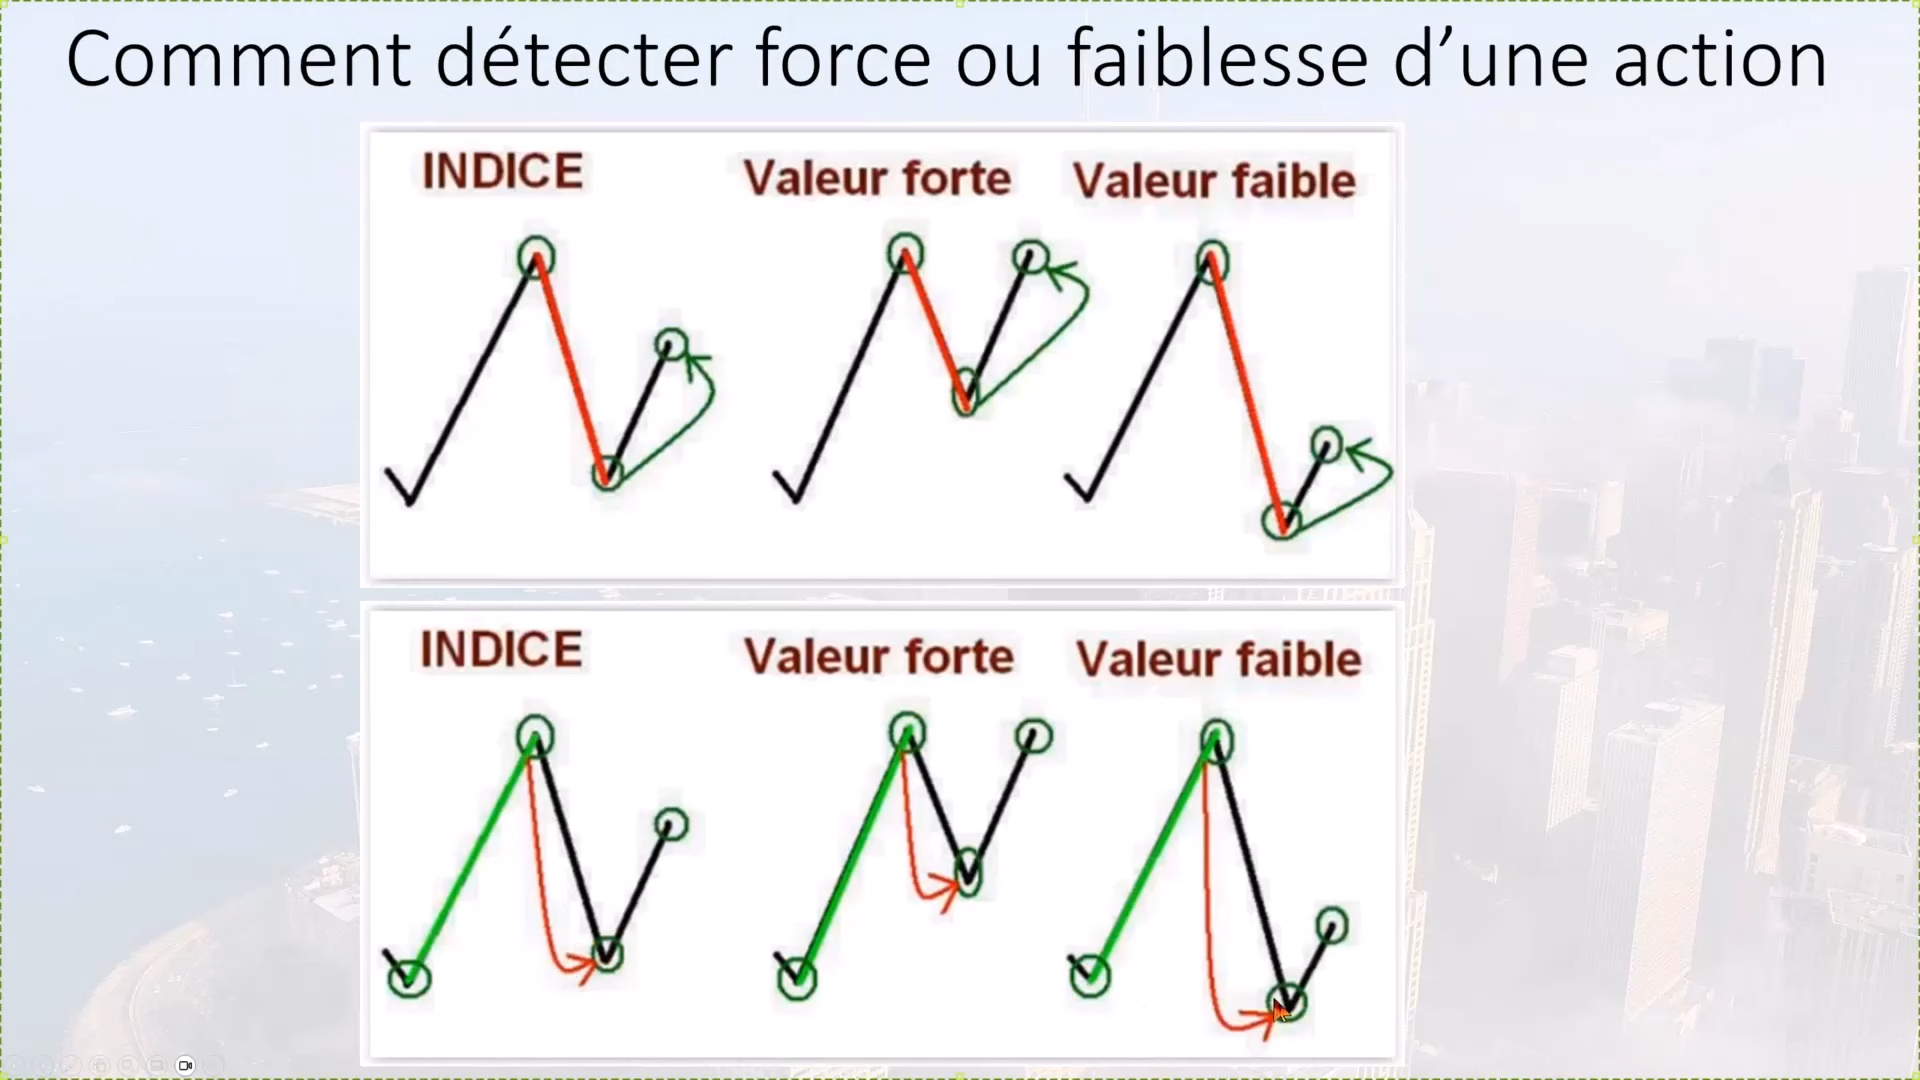 Comment détecter force ou faiblesse d’une action
INDICE
Valeur forte
Valeur faible
INDICE
Valeur forte
Valeur faible